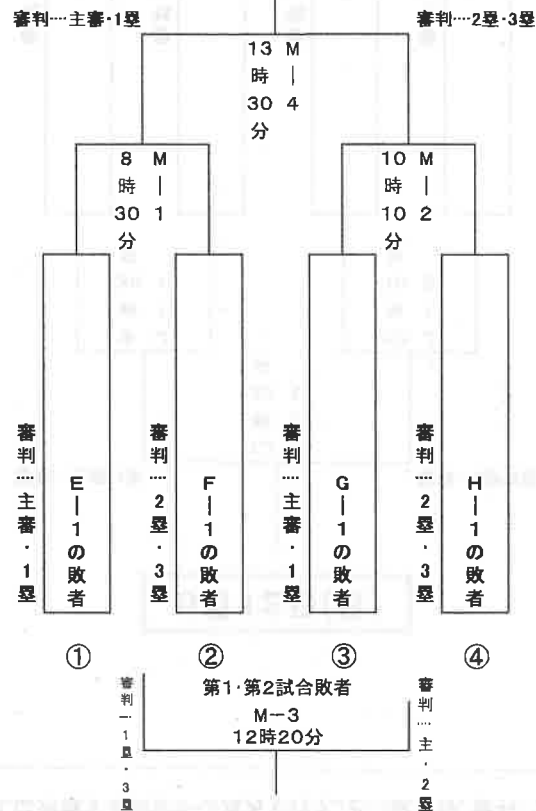 審判…主審・1塁
審判…2塁・3塁
13時30分
M－4
8時30分
M－1
10時10分
M－2
審判…主審・1塁
E－1の敗者
審判…2塁・3塁
F－1の敗者
審判…主審・1塁
G－1の敗者
審判…2塁・3塁
H－1の敗者
①
②
③
④
審判…1塁・3塁
第1・第2試合敗者
M－3
12時20分
審判…主・2塁